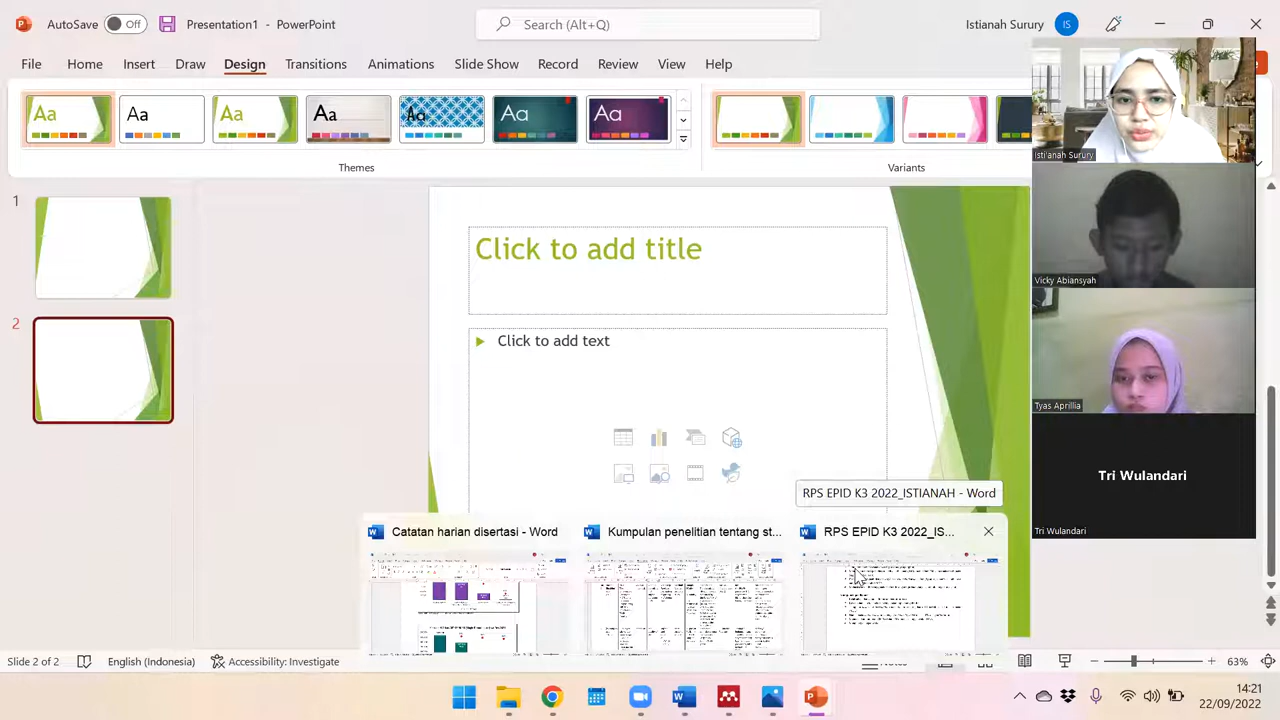 AutoSave Off Presentation1 - PowerPoint Search (Alt+Q) Istianah Surury IS
File Home Insert Draw Design Transitions Animations Slide Show Record Review View Help
Aa Aa Aa Aa Aa Aa Aa
Themes Variants
Isti'anah Surury
1
Click to add title
Vicky Abiansyah
2
Click to add text
Tyas Aprillia
Tri Wulandari
RPS EPID K3 2022_ISTIANAH - Word
Catatan harian disertasi - Word Kumpulan penelitian tentang st... RPS EPID K3 2022_IS...
Tri Wulandari
Slide 2 of 2 English (Indonesia) Accessibility: Investigate Notes 63%
14:21
22/09/2022